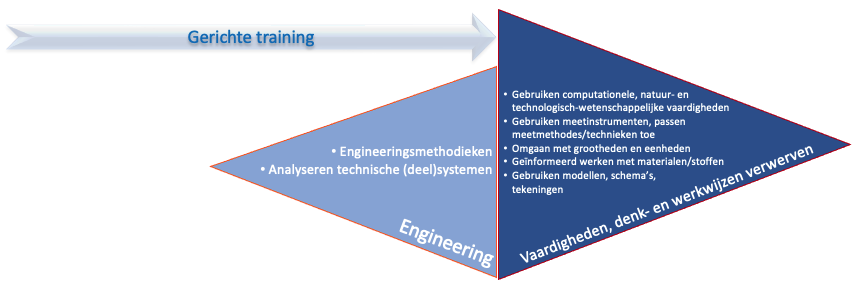 Gerichte training
• Engineeringsmethodieken
• Analyseren technische (deel)systemen
Engineering
• Gebruiken computationele, natuur- en
technologisch-wetenschappelijke vaardigheden
• Gebruiken meetinstrumenten, passen
meetmethodes/technieken toe
• Omgaan met grootheden en eenheden
• Geïnformeerd werken met materialen/stoffen
• Gebruiken modellen, schema’s,
tekeningen
Vaardigheden, denk- en werkwijzen verwerven